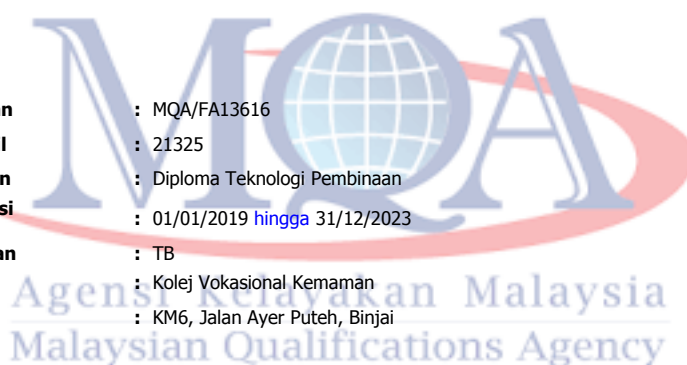 MQA
an : MQA/FA13616
l : 21325
n : Diploma Teknologi Pembinaan
si : 01/01/2019 hingga 31/12/2023
an : TB
: Kolej Vokasional Kemaman
: KM6, Jalan Ayer Puteh, Binjai
Agensi Kelayakan Malaysia
Malaysian Qualifications Agency